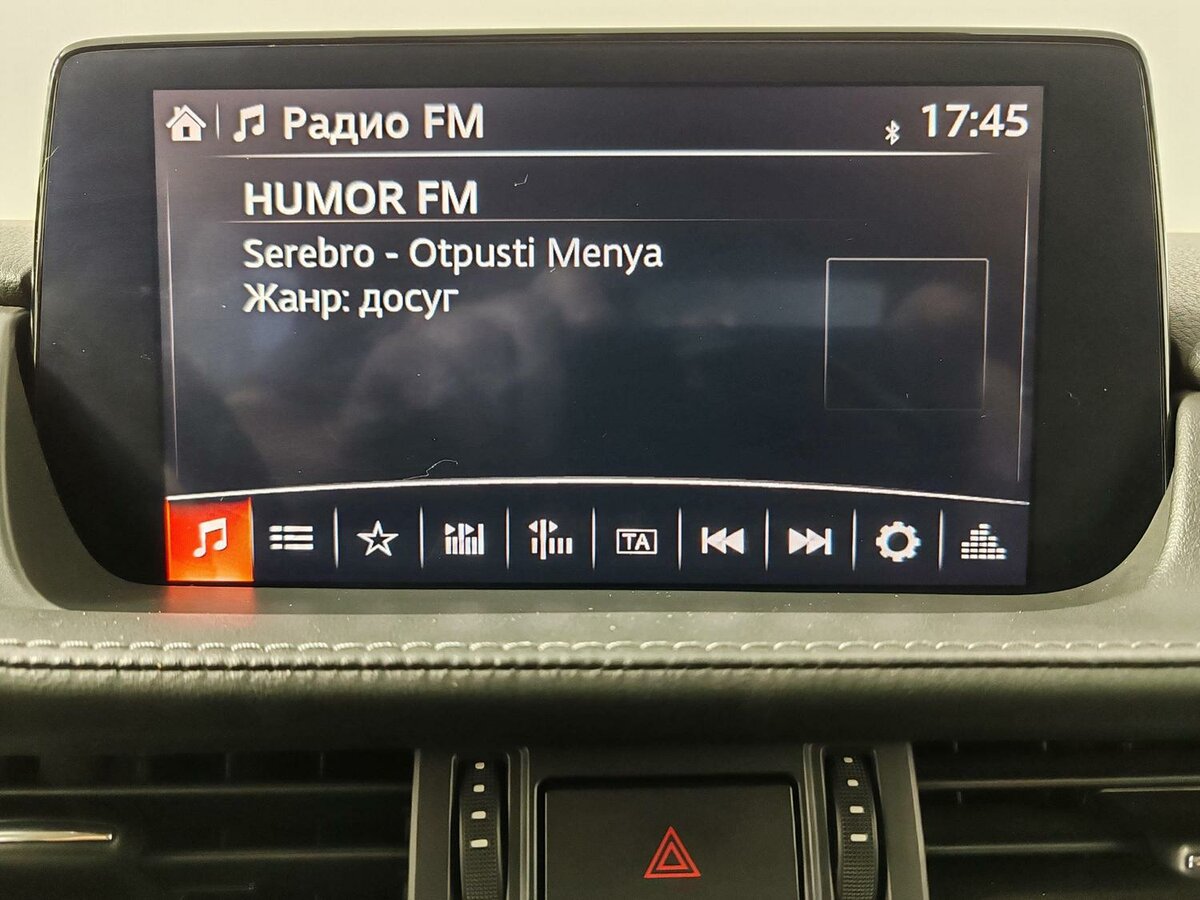 Радио FM
17:45
HUMOR FM
Serebro - Otpusti Menya
Жанр: досуг
TA